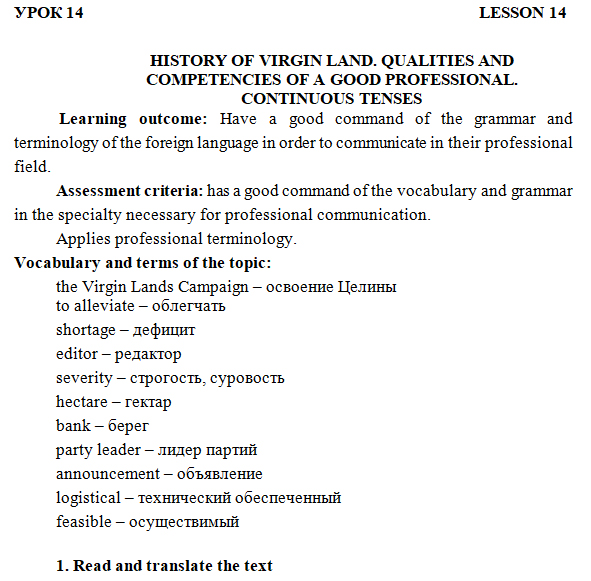 УРОК 14 LESSON 14
HISTORY OF VIRGIN LAND. QUALITIES AND
COMPETENCIES OF A GOOD PROFESSIONAL.
CONTINUOUS TENSES
Learning outcome: Have a good command of the grammar and
terminology of the foreign language in order to communicate in their professional
field.
Assessment criteria: has a good command of the vocabulary and grammar
in the specialty necessary for professional communication.
Applies professional terminology.
Vocabulary and terms of the topic:
the Virgin Lands Campaign – освоение Целины
to alleviate – облегчать
shortage – дефицит
editor – редактор
severity – строгость, суровость
hectare – гектар
bank – берег
party leader – лидер партий
announcement – объявление
logistical – технический обеспеченный
feasible – осуществимый
1. Read and translate the text